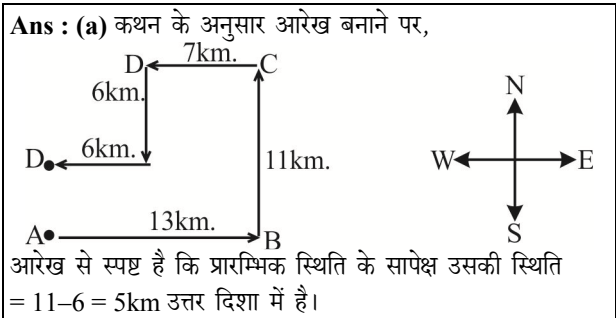 Ans : (a) कथन के अनुसार आरेख बनाने पर,
D 7km. C
6km.
N
D 6km.
11km.
W E
13km.
A B
S
आरेख से स्पष्ट है कि प्रारम्भिक स्थिति के सापेक्ष उसकी स्थिति
= 11–6 = 5km उत्तर दिशा में है।